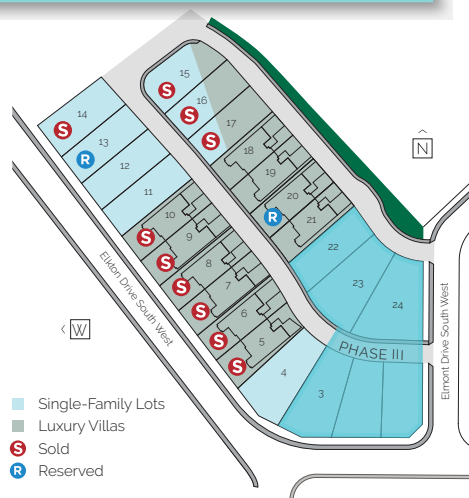 15
S
16
S
14
17
S
S
13
R
18
N
12
19
11
20
10
R
21
S
9
22
S
8
23
Elkton Drive South West
S
7
24
Elmont Drive South West
S
6
W
S
5
PHASE III
S
4
3
Single-Family Lots
Luxury Villas
S Sold
R Reserved